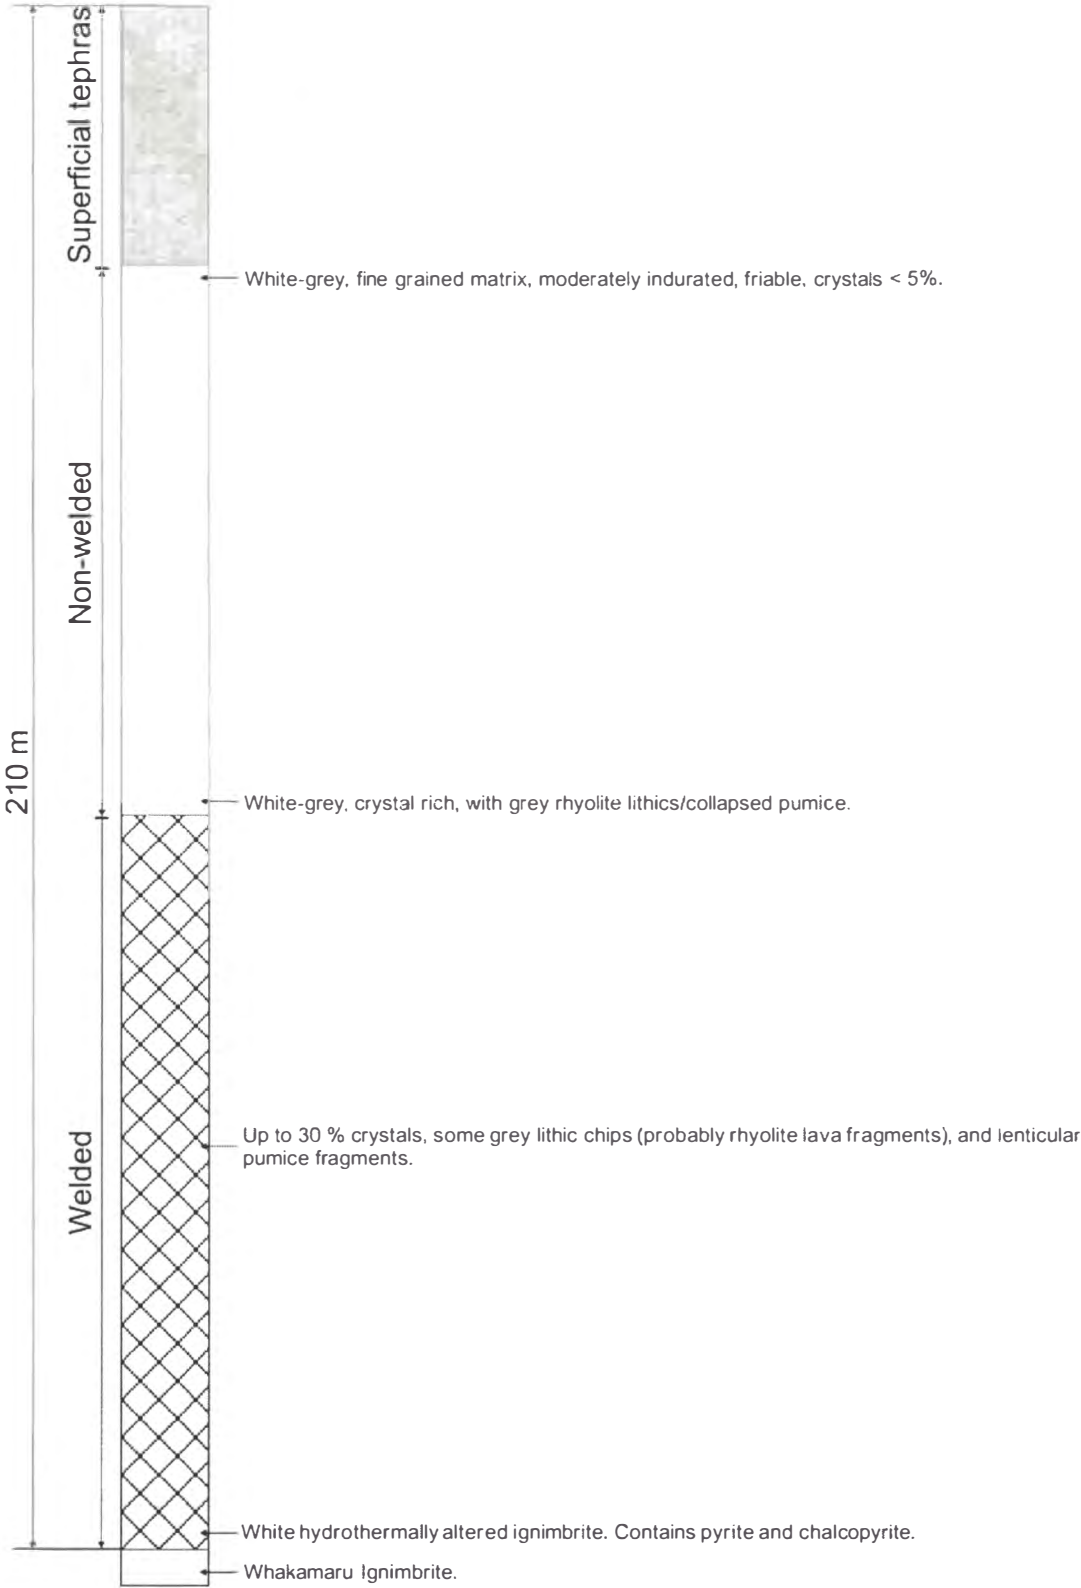 Superficial tephras
White-grey, fine grained matrix, moderately indurated, friable, crystals < 5%.
Non-welded
210 m
White-grey, crystal rich, with grey rhyolite lithics/collapsed pumice.
Welded
Up to 30 % crystals, some grey lithic chips (probably rhyolite lava fragments), and lenticular
pumice fragments.
White hydrothermally altered ignimbrite. Contains pyrite and chalcopyrite.
Whakamaru Ignimbrite.